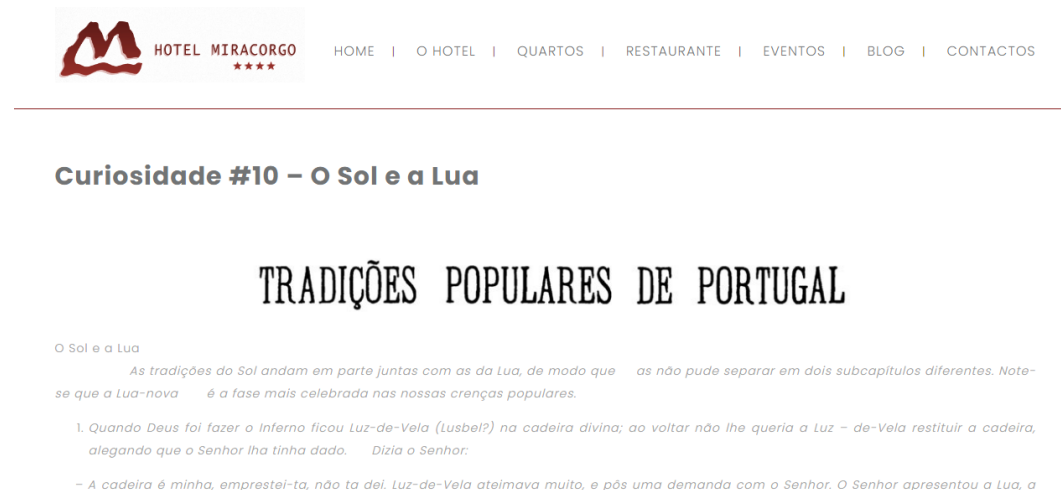 HOTEL MIRACORGO
★★★★
HOME | O HOTEL | QUARTOS | RESTAURANTE | EVENTOS | BLOG | CONTACTOS
Curiosidade #10 – O Sol e a Lua
TRADIÇÕES POPULARES DE PORTUGAL
O Sol e a Lua
As tradições do Sol andam em parte juntas com as da Lua, de modo que as não pude separar em dois subcapítulos diferentes. Note-
se que a Lua-nova é a fase mais celebrada nas nossas crenças populares.
1. Quando Deus foi fazer o Inferno ficou Luz-de-Vela (Lusbel?) na cadeira divina; ao voltar não lhe queria a Luz – de-Vela restituir a cadeira,
alegando que o Senhor lha tinha dado. Dizia o Senhor:
– A cadeira é minha, emprestei-ta, não ta dei. Luz-de-Vela ateimava muito, e pôs uma demanda com o Senhor. O Senhor apresentou a Lua, a